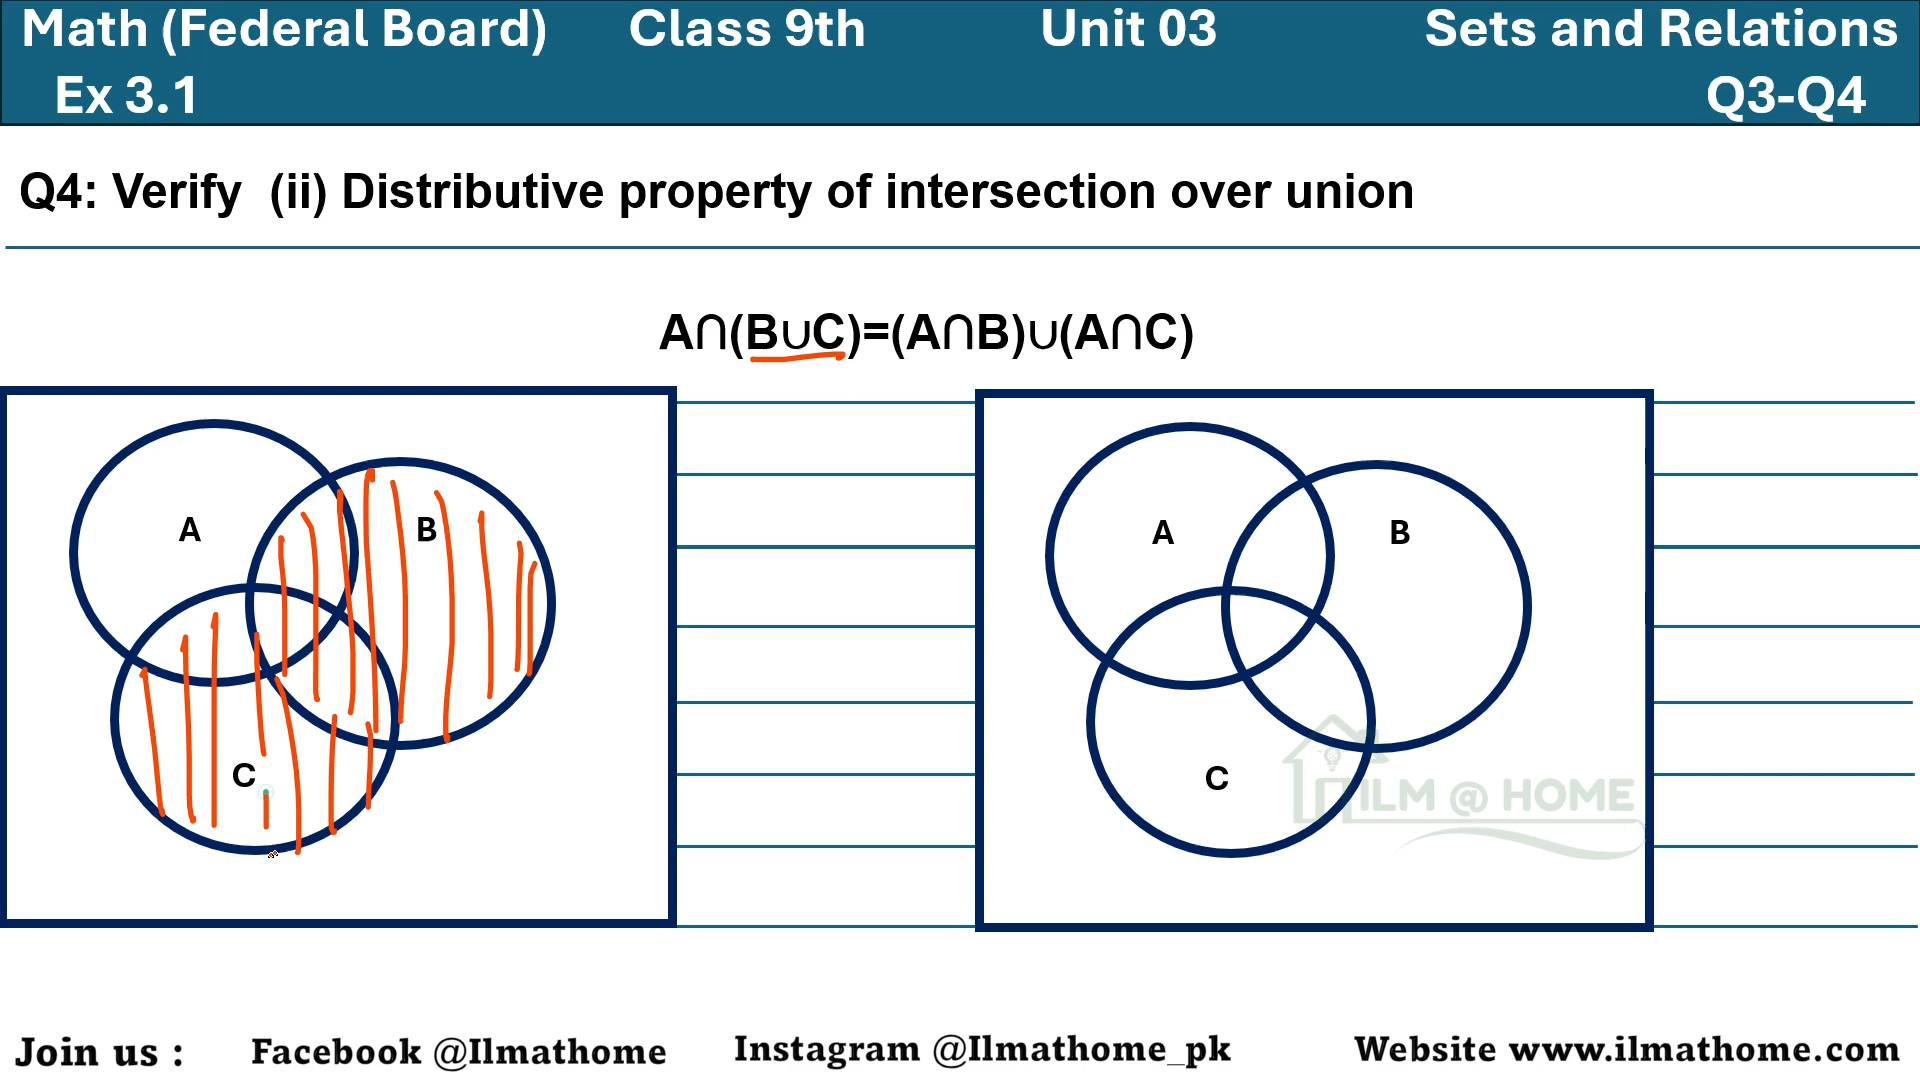 Math (Federal Board) Class 9th Unit 03 Sets and Relations
Ex 3.1 Q3-Q4
Q4: Verify (ii) Distributive property of intersection over union
A∩(B∪C)=(A∩B)∪(A∩C)
A B
C
A B
C
ILM @ HOME
Join us : Facebook @Ilmathome Instagram @Ilmathome_pk Website www.ilmathome.com